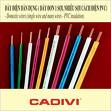 DÂY ĐIỆN DÂN DỤNG ( DÂY ĐƠN 1 SỢI, NHIỀU SỢI CÁCH ĐIỆN PVC)
- Domestic wires (single wire and many wires - PVC insulation)
CADIVI